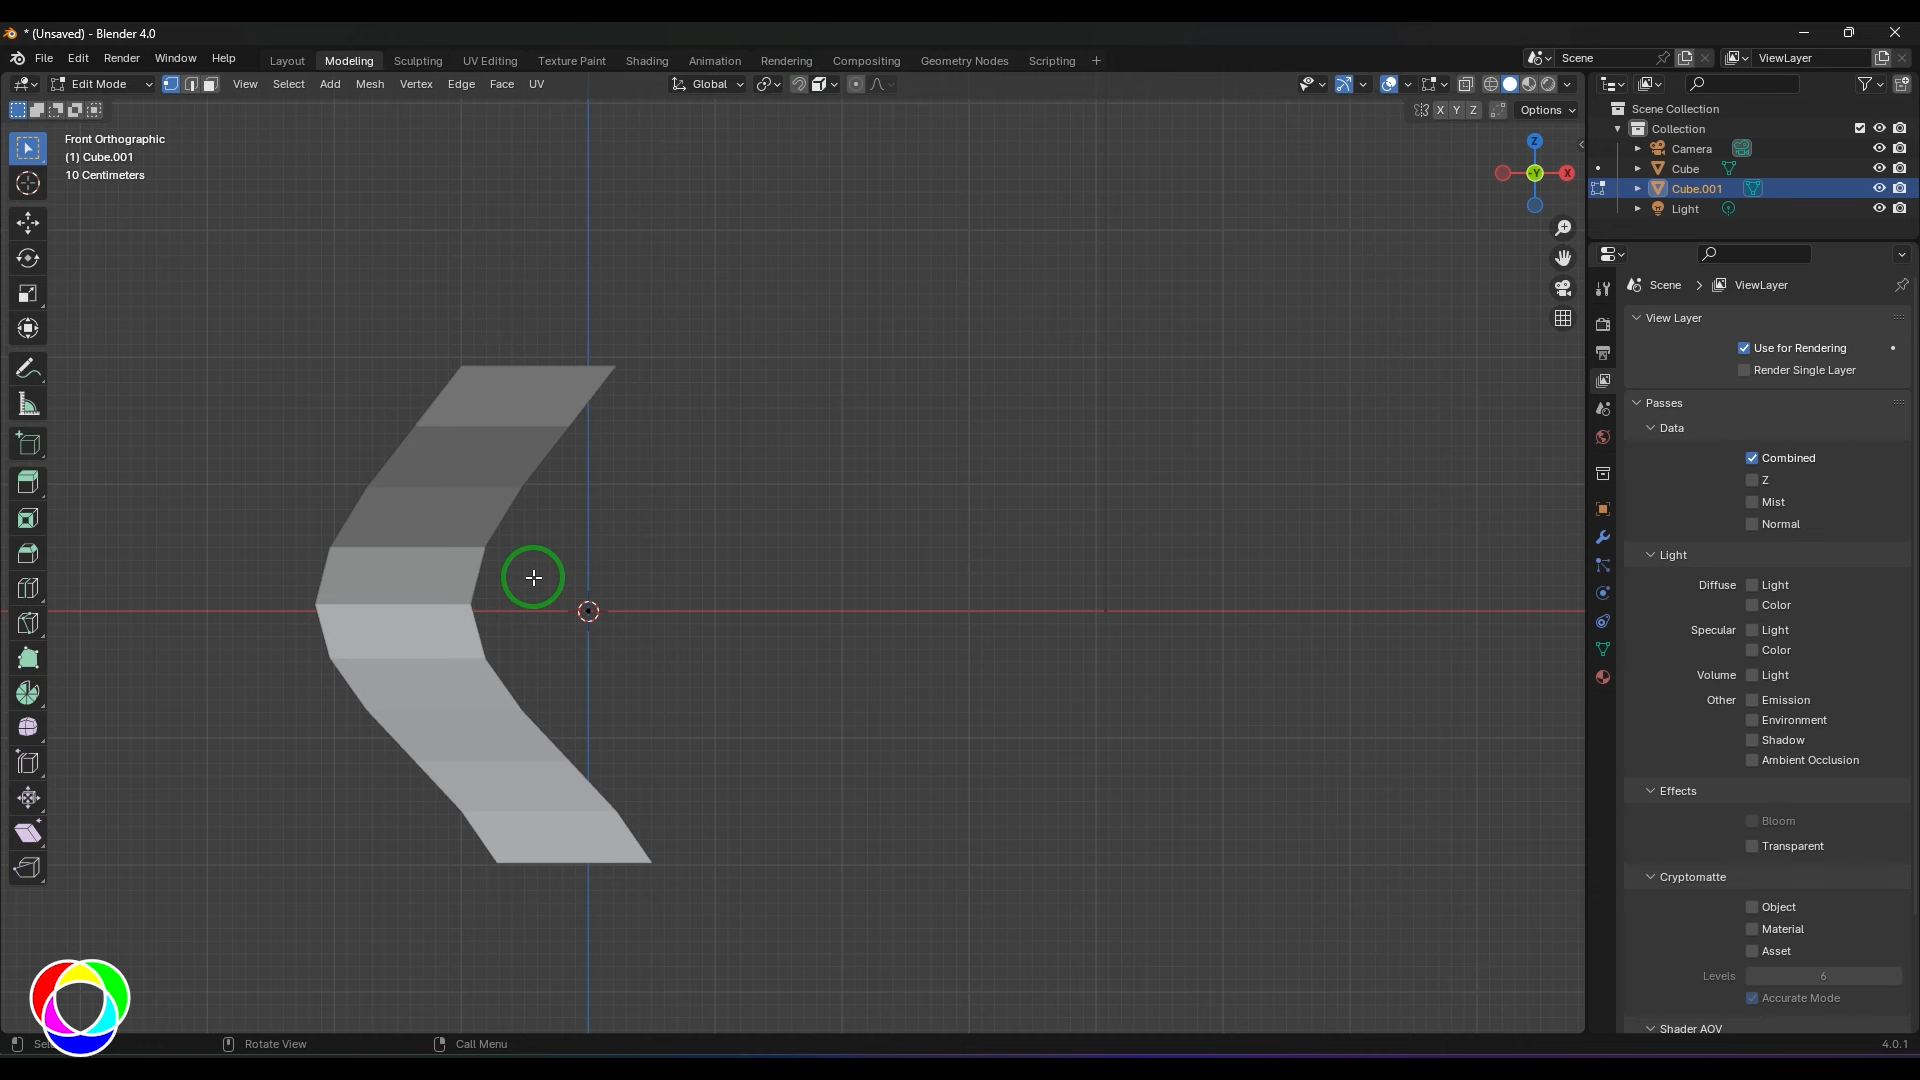 * (Unsaved) - Blender 4.0
File Edit Render Window Help Layout Modeling Sculpting UV Editing Texture Paint Shading Animation Rendering Compositing Geometry Nodes Scripting + Scene ViewLayer
Edit Mode View Select Add Mesh Vertex Edge Face UV Global
X Y Z Options
Front Orthographic
(1) Cube.001
10 Centimeters
Z
-Y
X
Scene Collection
Collection
Camera
Cube
Cube.001
Light
Scene > ViewLayer
View Layer
Use for Rendering
Render Single Layer
Passes
Data
Combined
Z
Mist
Normal
Light
Diffuse Light
Color
Specular Light
Color
Volume Light
Other Emission
Environment
Shadow
Ambient Occlusion
Effects
Bloom
Transparent
Cryptomatte
Object
Material
Asset
Levels 6
Accurate Mode
Shader AOV
Rotate View Call Menu 4.0.1